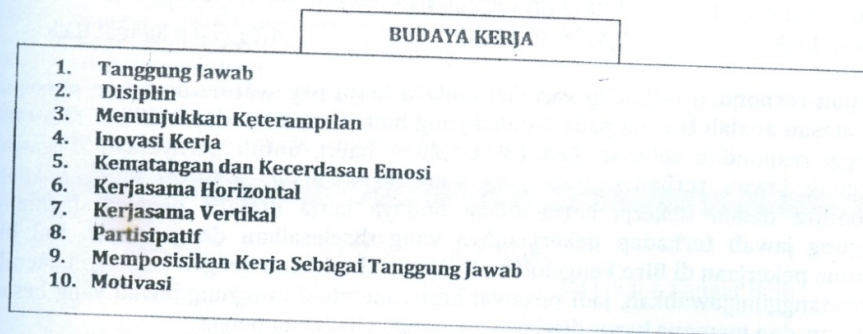 BUDAYA KERJA
1. Tanggung Jawab
2. Disiplin
3. Menunjukkan Keterampilan
4. Inovasi Kerja
5. Kematangan dan Kecerdasan Emosi
6. Kerjasama Horizontal
7. Kerjasama Vertikal
8. Partisipatif
9. Memposisikan Kerja Sebagai Tanggung Jawab
10. Motivasi